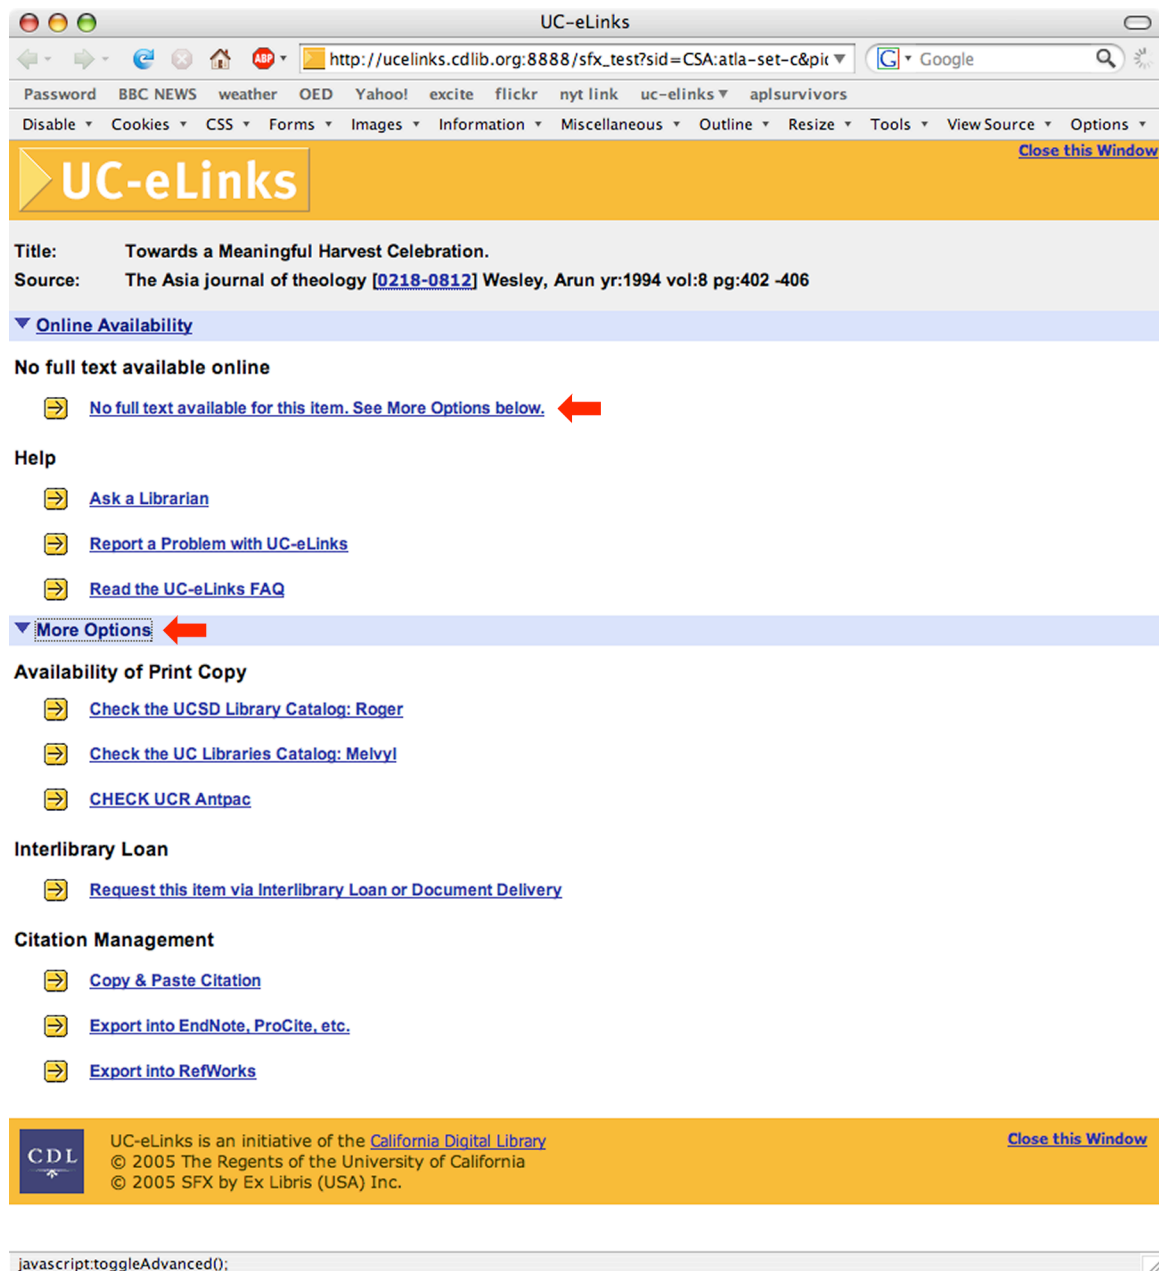 UC-eLinks
ABP http://ucelinks.cdlib.org:8888/sfx_test?sid=CSA:atla-set-c&pi G Google
Password BBC NEWS weather OED Yahoo! excite flickr nyt link uc-elinks aplsurvivors
Disable Cookies CSS Forms Images Information Miscellaneous Outline Resize Tools View Source Options
Close this Window
UC-eLinks
Title: Towards a Meaningful Harvest Celebration.
Source: The Asia journal of theology [0218-0812] Wesley, Arun yr:1994 vol:8 pg:402 -406
Online Availability
No full text available online
No full text available for this item. See More Options below.
Help
Ask a Librarian
Report a Problem with UC-eLinks
Read the UC-eLinks FAQ
More Options
Availability of Print Copy
Check the UCSD Library Catalog: Roger
Check the UC Libraries Catalog: Melvyl
CHECK UCR Antpac
Interlibrary Loan
Request this item via Interlibrary Loan or Document Delivery
Citation Management
Copy & Paste Citation
Export into EndNote, ProCite, etc.
Export into RefWorks
CDL
UC-eLinks is an initiative of the California Digital Library
© 2005 The Regents of the University of California
© 2005 SFX by Ex Libris (USA) Inc.
Close this Window
javascript:toggleAdvanced();